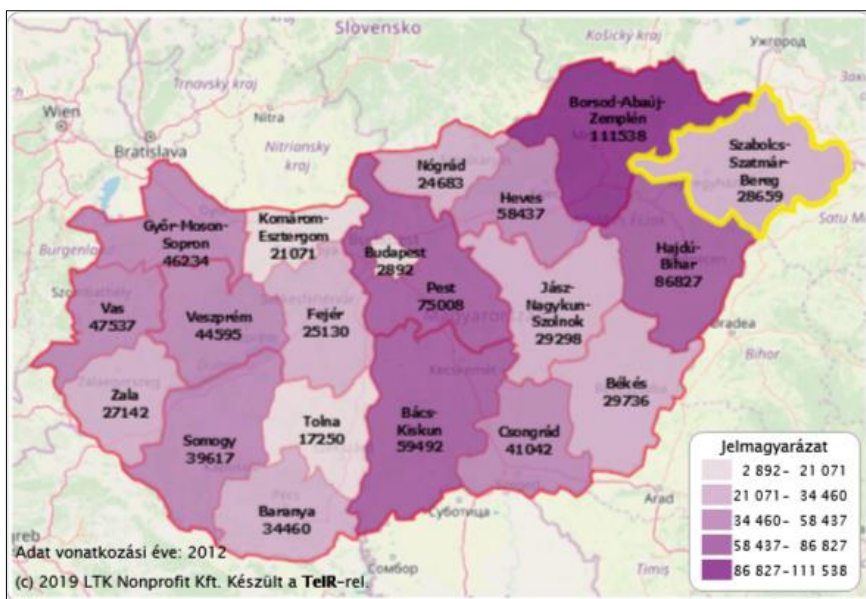 Slovensko
Košický kraj
Ужгород
Trnavský kraj
Wien
Nitra
Nitriansky kraj
Bratislava
Borsod-Abaúj-
Zemplén
111538
Szabolcs-
Szatmár-
Bereg
28659
Nógrád
24683
Heves
58437
Satu M
Győr-Moson-
Sopron
46234
Komárom-
Esztergom
21071
Budapest
2892
Pest
75008
Hajdú-
Bihar
86827
Burgenland
Vas
47537
Veszprém
44595
Fejér
25130
Jász-
Nagykun-
Szolnok
29298
Oradea
Bihor
Zala
27142
Kecskemét
Békés
29736
Somogy
39617
Tolna
17250
Bács-
Kiskun
59492
Csongrád
41042
Baranya
34460
Суботица
Arad
Timiș
Сомбор
greb
Jelmagyarázat
2 892- 21 071
21 071- 34 460
34 460- 58 437
58 437- 86 827
86 827-111 538
Adat vonatkozási éve: 2012
(c) 2019 LTK Nonprofit Kft. Készült a TeIR-rel.